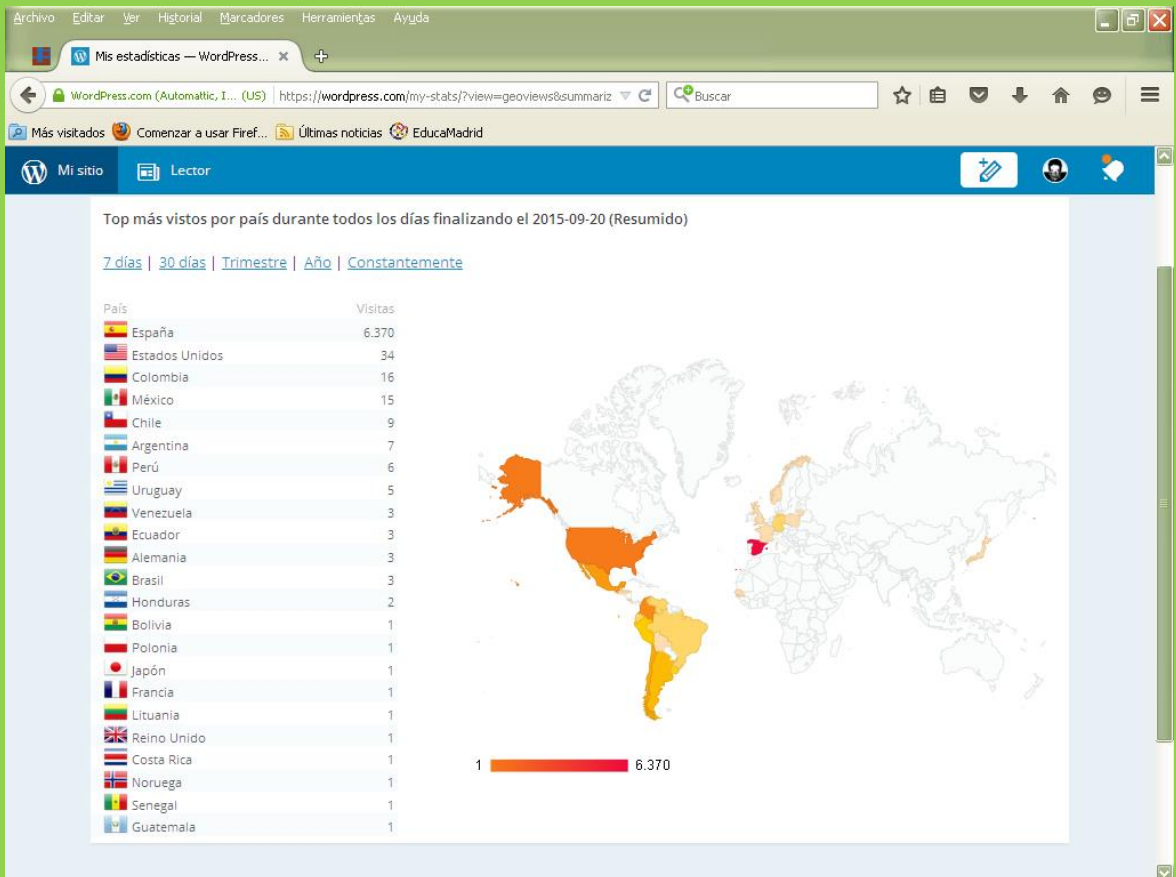 Archivo Editar Ver Historial Marcadores Herramientas Ayuda
Mis estadísticas — WordPress...
WordPress.com (Automattic, I... (US) https://wordpress.com/my-stats/?view=geoviews&summariz Buscar
Más visitados Comenzar a usar Firef... Últimas noticias EducaMadrid
Mi sitio Lector
Top más vistos por país durante todos los días finalizando el 2015-09-20 (Resumido)
7 días | 30 días | Trimestre | Año | Constantemente
País Visitas
España 6.370
Estados Unidos 34
Colombia 16
México 15
Chile 9
Argentina 7
Perú 6
Uruguay 5
Venezuela 3
Ecuador 3
Alemania 3
Brasil 3
Honduras 2
Bolivia 1
Polonia 1
Japón 1
Francia 1
Lituania 1
Reino Unido 1
Costa Rica 1
Noruega 1
Senegal 1
Guatemala 1
1 6.370